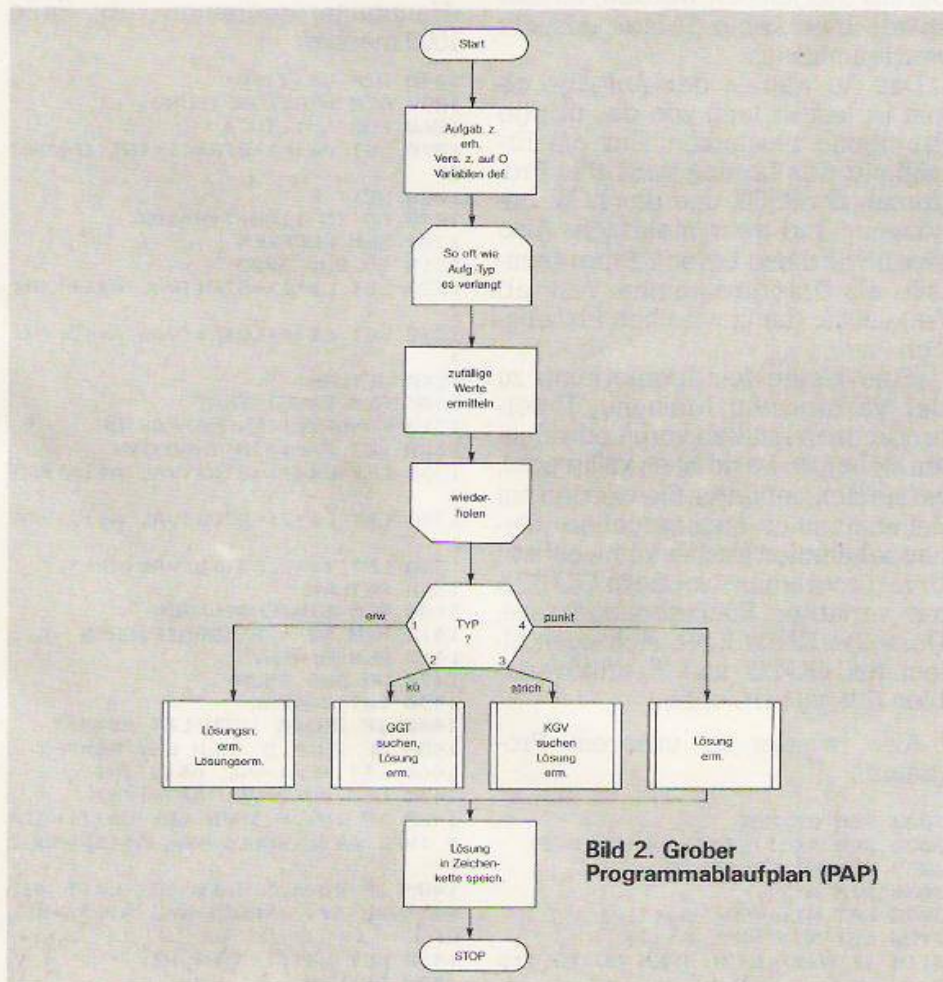 Start
Aufgab. z.
erh.
Vers. z. auf O
Variablen def.
So oft wie
Aufg.-Typ
es verlangt
zufällige
Werte
ermitteln
wieder-
holen
erw.
1
TYP
?
4
punkt
2
3
kü
strich
Lösungsn.
erm.
Lösungserm.
GGT
suchen,
Lösung
erm.
KGV
suchen
Lösung
erm.
Lösung
erm.
Lösung
in Zeichen-
kette speich.
Bild 2. Grober
Programmablaufplan (PAP)
STOP